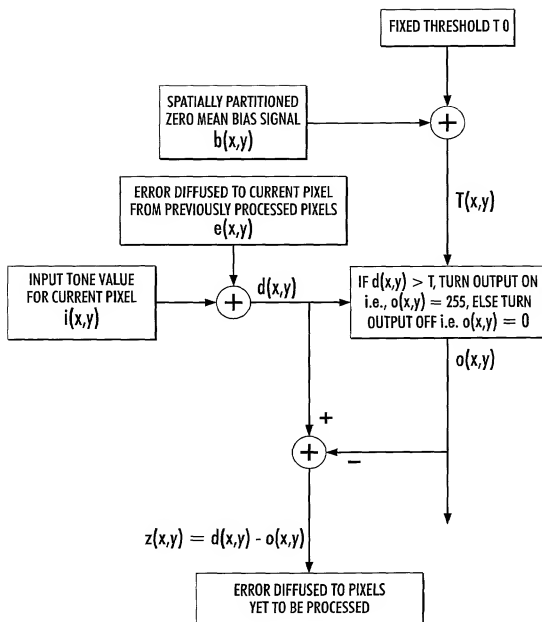 FIXED THRESHOLD T 0
SPATIALLY PARTITIONED
ZERO MEAN BIAS SIGNAL
b(x,y)
+
T(x,y)
ERROR DIFFUSED TO CURRENT PIXEL
FROM PREVIOUSLY PROCESSED PIXELS
e(x,y)
INPUT TONE VALUE
FOR CURRENT PIXEL
i(x,y)
+
d(x,y)
IF d(x,y) > T, TURN OUTPUT ON
i.e., o(x,y) = 255, ELSE TURN
OUTPUT OFF i.e. o(x,y) = 0
o(x,y)
+
+
−
z(x,y) = d(x,y) - o(x,y)
ERROR DIFFUSED TO PIXELS
YET TO BE PROCESSED